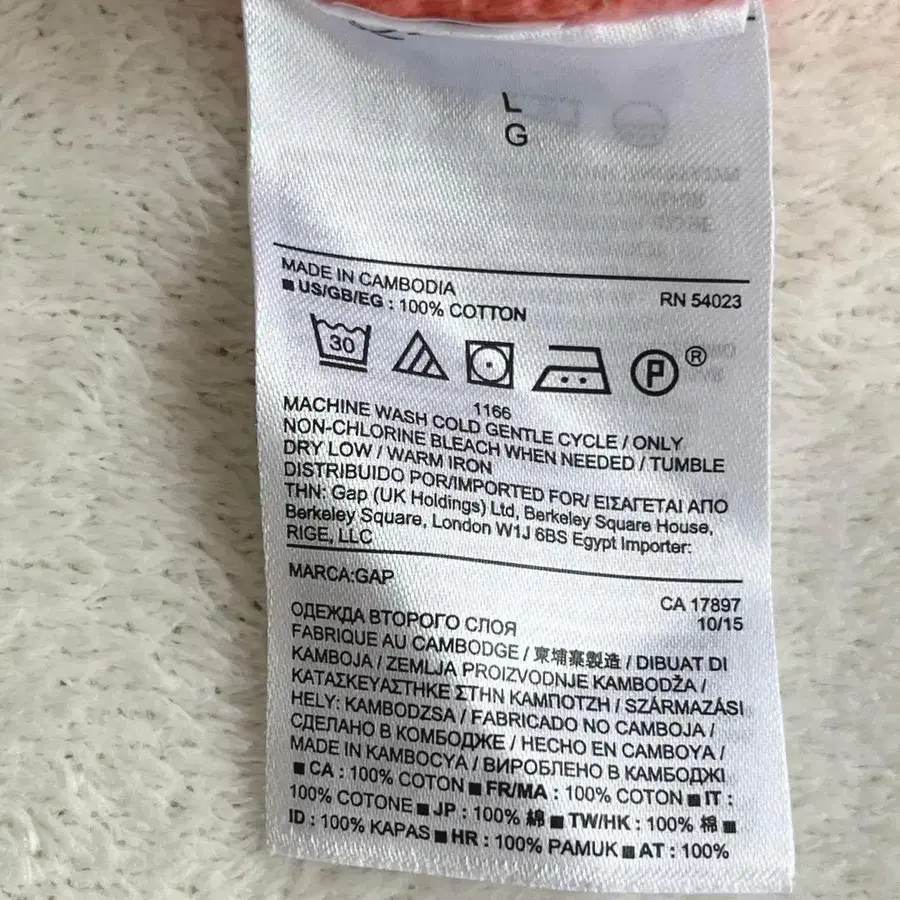 L
G
MADE IN CAMBODIA
RN 54023
■ US/GB/EG : 100% COTTON
30
P ®
1166
MACHINE WASH COLD GENTLE CYCLE / ONLY
NON-CHLORINE BLEACH WHEN NEEDED / TUMBLE
DRY LOW / WARM IRON
DISTRIBUIDO POR/IMPORTED FOR/ ΕΙΣΑΓΕΤΑΙ ΑΠΟ
ΤΗΝ: Gap (UK Holdings) Ltd, Berkeley Square House,
Berkeley Square, London W1J 6BS Egypt Importer:
RIGE, LLC
MARCA:GAP
CA 17897
10/15
ОДЕЖДА ВТОРОГО СЛОЯ
FABRIQUE AU CAMBODGE / 柬埔寨製造 / DIBUAT DI
KAMBOJA / ZEMLJA PROIZVODNJE KAMBODŽA /
ΚΑΤΑΣΚΕΥΑΣΤΗΚΕ ΣΤΗΝ ΚΑΜΠΟΤΖΗ / SZÁRMAZÁSI
HELY: KAMBODZSA / FABRICADO NO CAMBOJA /
СДЕЛАНО В КОМБОДЖЕ / HECHO EN CAMBOYA /
MADE IN KAMBOCYA / ВИРОБЛЕНО В КАМБОДЖІ
■ CA : 100% COTON ■ FR/MA : 100% COTON ■ IT :
100% COTONE ■ JP : 100% 綿 ■ TW/HK : 100% 棉 ■
ID : 100% KAPAS ■ HR : 100% PAMUK ■ AT : 100%